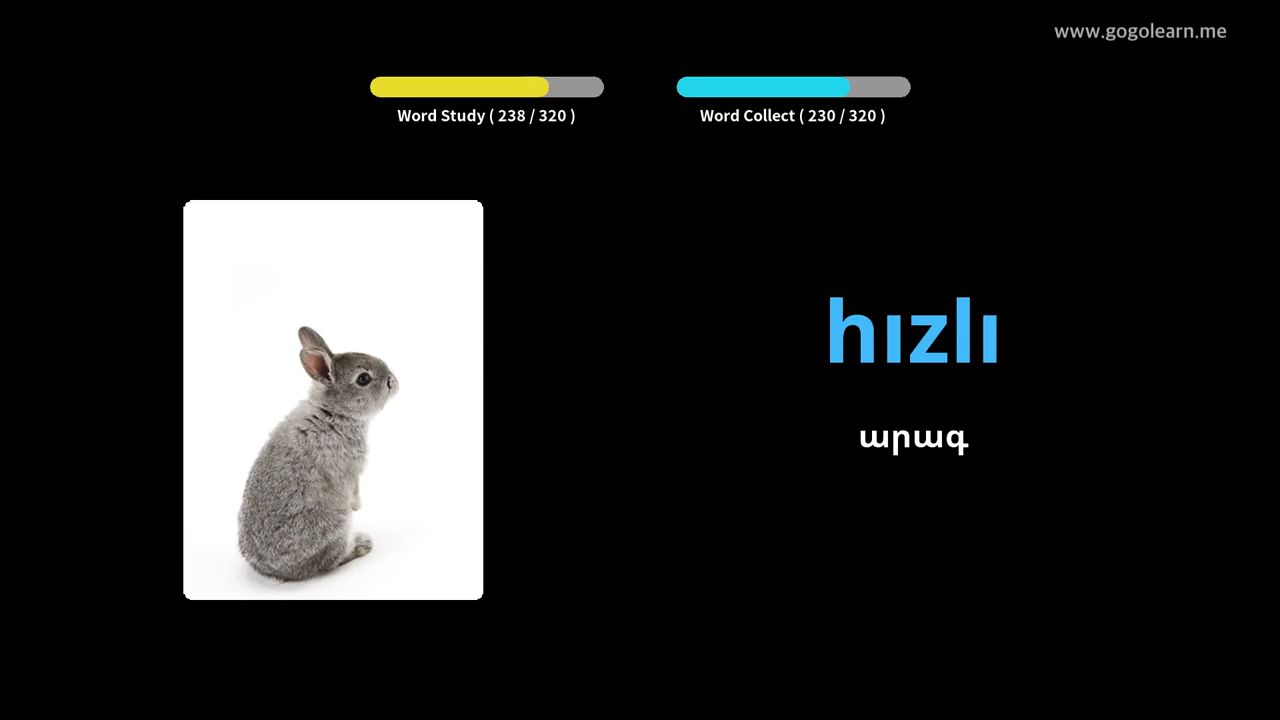 www.gogolearn.me
Word Study ( 238 / 320 )
Word Collect ( 230 / 320 )
hızlı
արագ